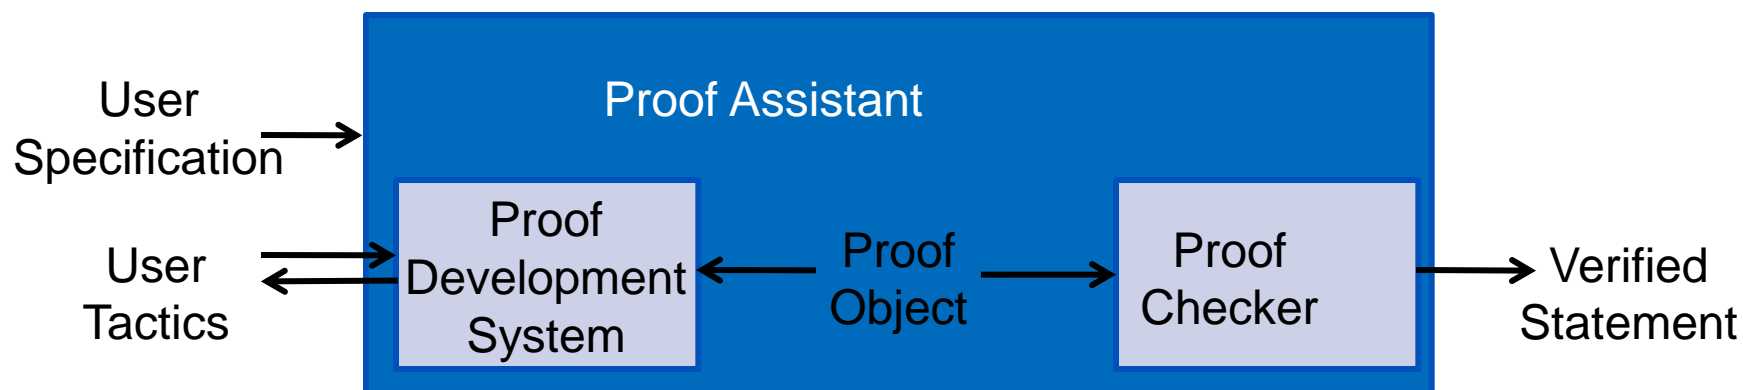 User
Specification
Proof Assistant
User
Tactics
Proof
Development
System
Proof
Object
Proof
Checker
Verified
Statement